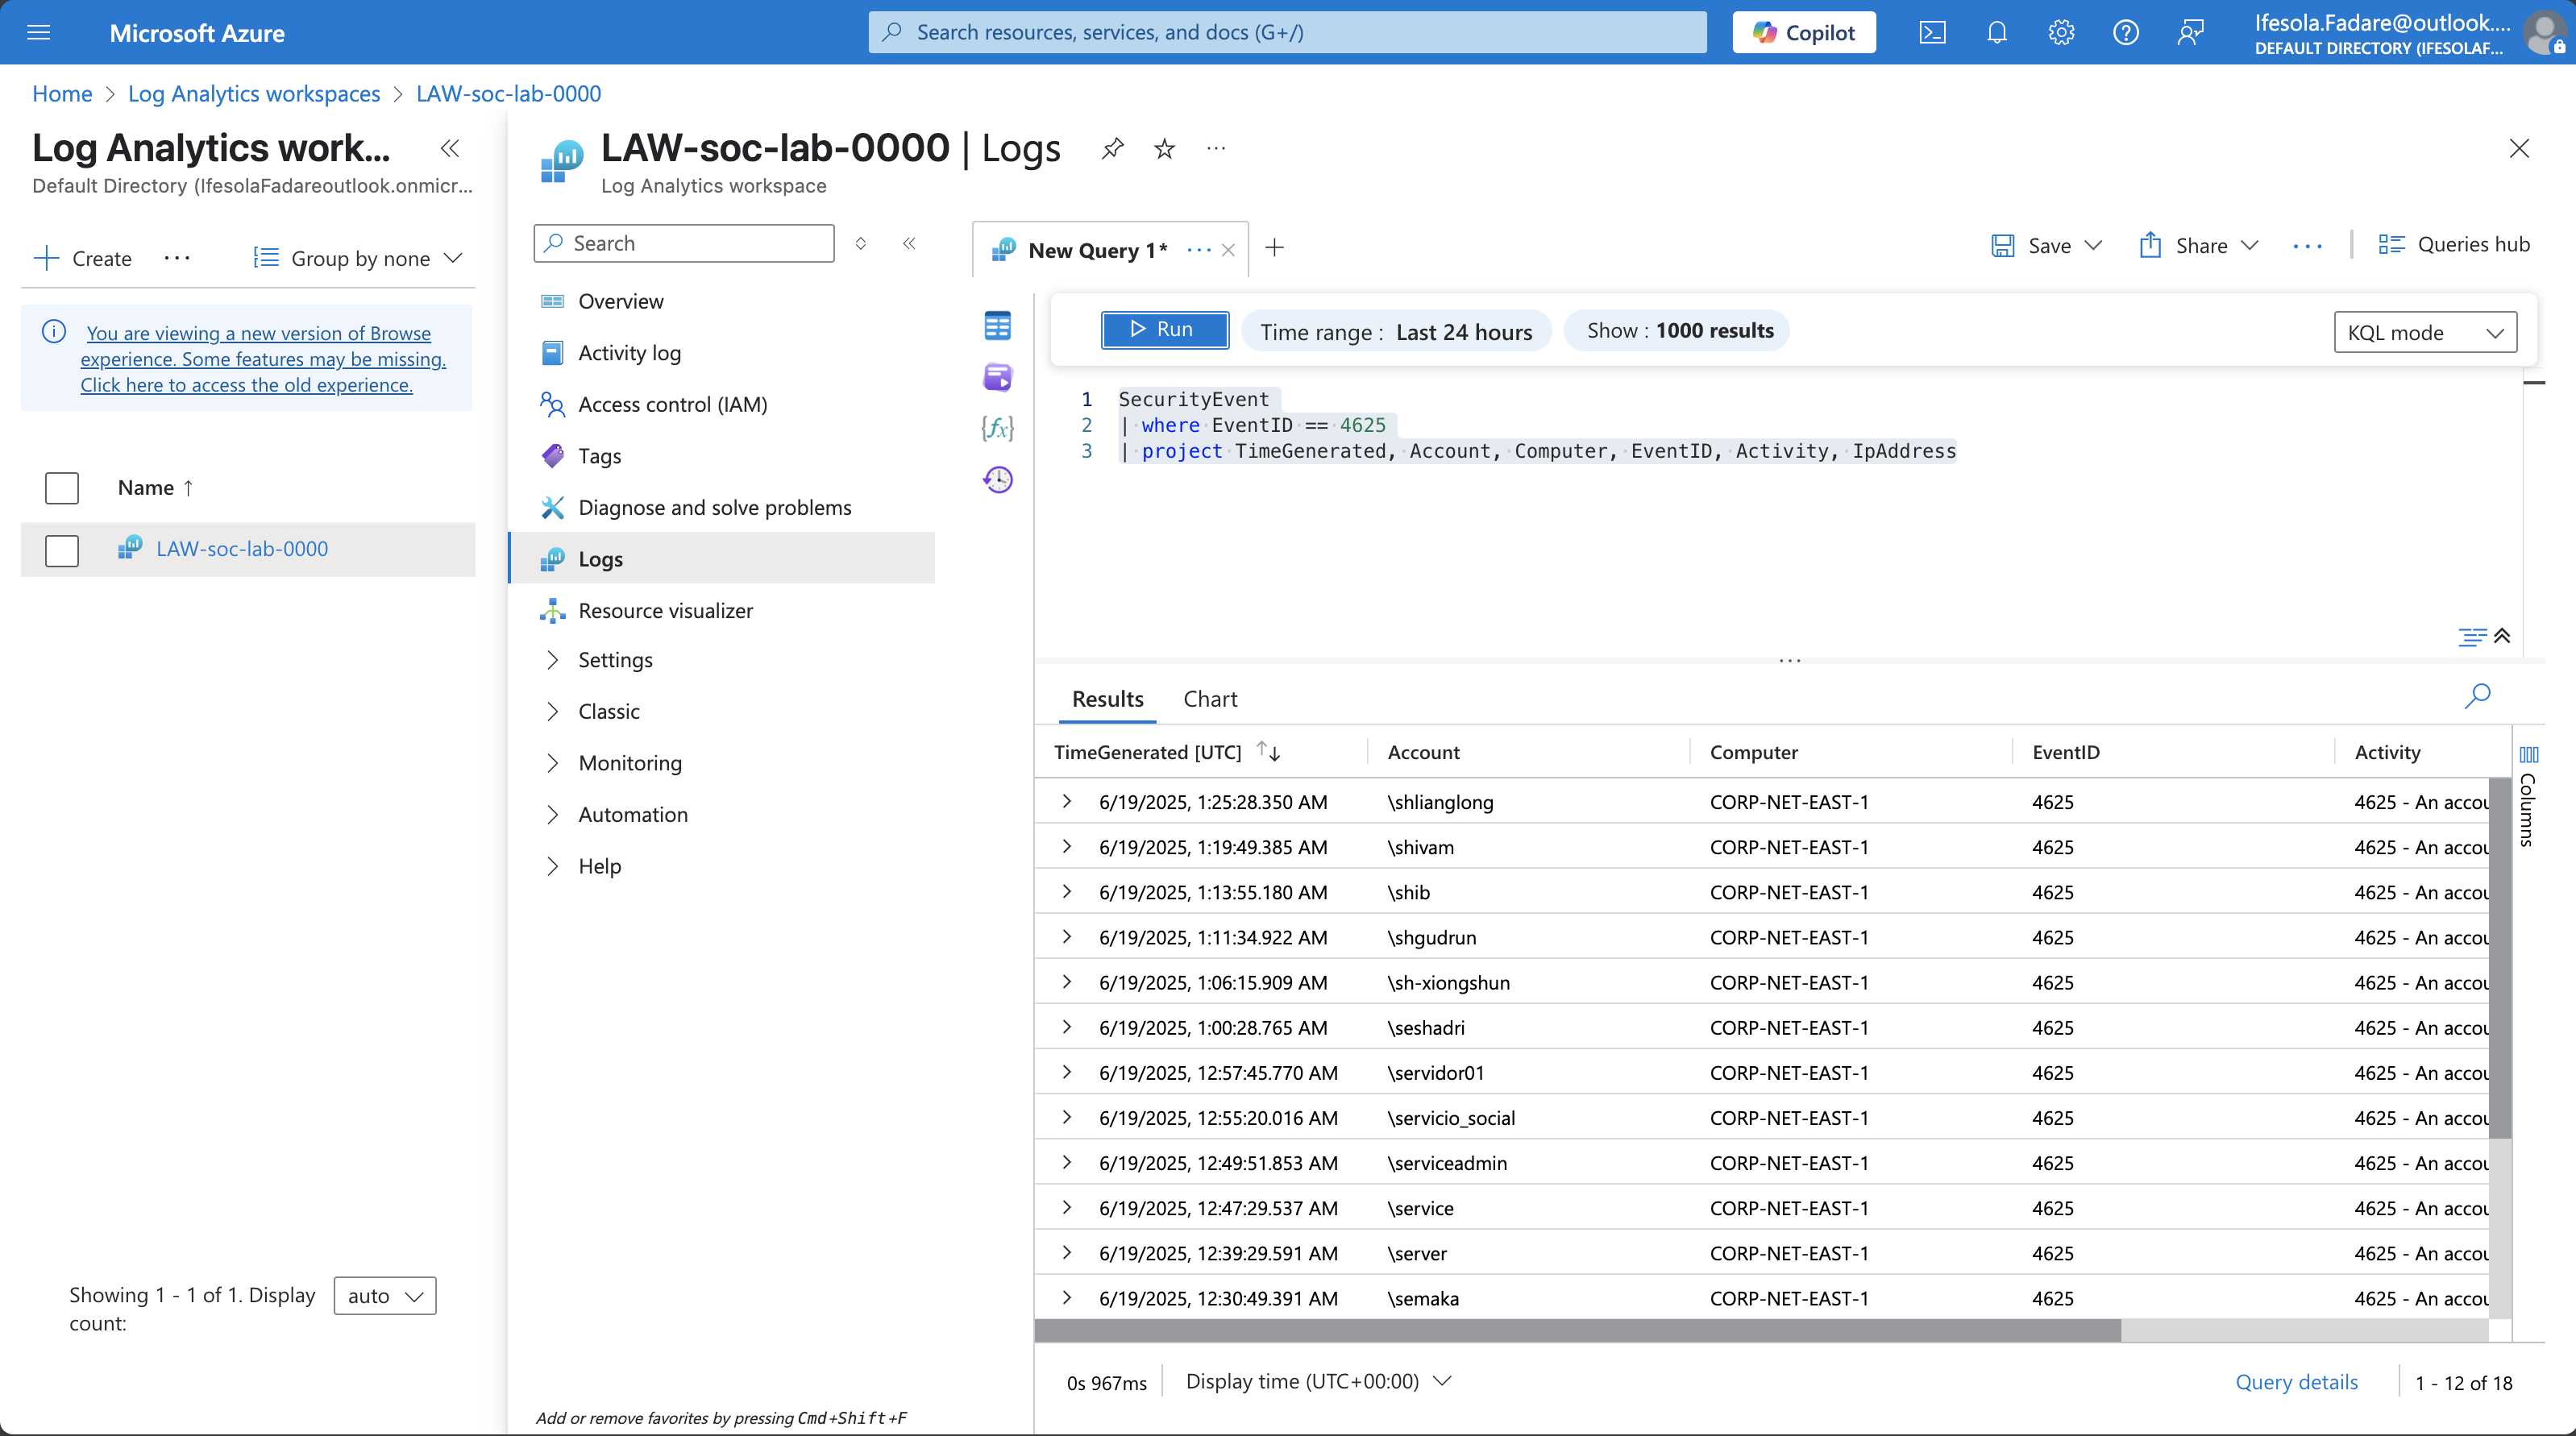 Microsoft Azure
Search resources, services, and docs (G+/)
Copilot
Ifesola.Fadare@outlook....
DEFAULT DIRECTORY (IFESOLAF...
Home > Log Analytics workspaces > LAW-soc-lab-0000
Log Analytics work...
Default Directory (IfesolaFadareoutlook.onmicr...
Create
Group by none
You are viewing a new version of Browse
experience. Some features may be missing.
Click here to access the old experience.
Name ↑
LAW-soc-lab-0000
Showing 1 - 1 of 1. Display
count:
auto
LAW-soc-lab-0000 | Logs
Log Analytics workspace
Search
Overview
Activity log
Access control (IAM)
Tags
Diagnose and solve problems
Logs
Resource visualizer
Settings
Classic
Monitoring
Automation
Help
Add or remove favorites by pressing Cmd+Shift+F
New Query 1*
Save
Share
Queries hub
Run
Time range : Last 24 hours
Show : 1000 results
KQL mode
1 SecurityEvent
2 | where EventID == 4625
3 | project TimeGenerated, Account, Computer, EventID, Activity, IpAddress
Results
Chart
TimeGenerated [UTC] Account Computer EventID Activity
Columns
6/19/2025, 1:25:28.350 AM \shlianglong CORP-NET-EAST-1 4625 4625 - An accou
6/19/2025, 1:19:49.385 AM \shivam CORP-NET-EAST-1 4625 4625 - An accou
6/19/2025, 1:13:55.180 AM \shib CORP-NET-EAST-1 4625 4625 - An accou
6/19/2025, 1:11:34.922 AM \shgudrun CORP-NET-EAST-1 4625 4625 - An accou
6/19/2025, 1:06:15.909 AM \sh-xiongshun CORP-NET-EAST-1 4625 4625 - An accou
6/19/2025, 1:00:28.765 AM \seshadri CORP-NET-EAST-1 4625 4625 - An accou
6/19/2025, 12:57:45.770 AM \servidor01 CORP-NET-EAST-1 4625 4625 - An accou
6/19/2025, 12:55:20.016 AM \servicio_social CORP-NET-EAST-1 4625 4625 - An accou
6/19/2025, 12:49:51.853 AM \serviceadmin CORP-NET-EAST-1 4625 4625 - An accou
6/19/2025, 12:47:29.537 AM \service CORP-NET-EAST-1 4625 4625 - An accou
6/19/2025, 12:39:29.591 AM \server CORP-NET-EAST-1 4625 4625 - An accou
6/19/2025, 12:30:49.391 AM \semaka CORP-NET-EAST-1 4625 4625 - An accou
0s 967ms
Display time (UTC+00:00)
Query details
1 - 12 of 18